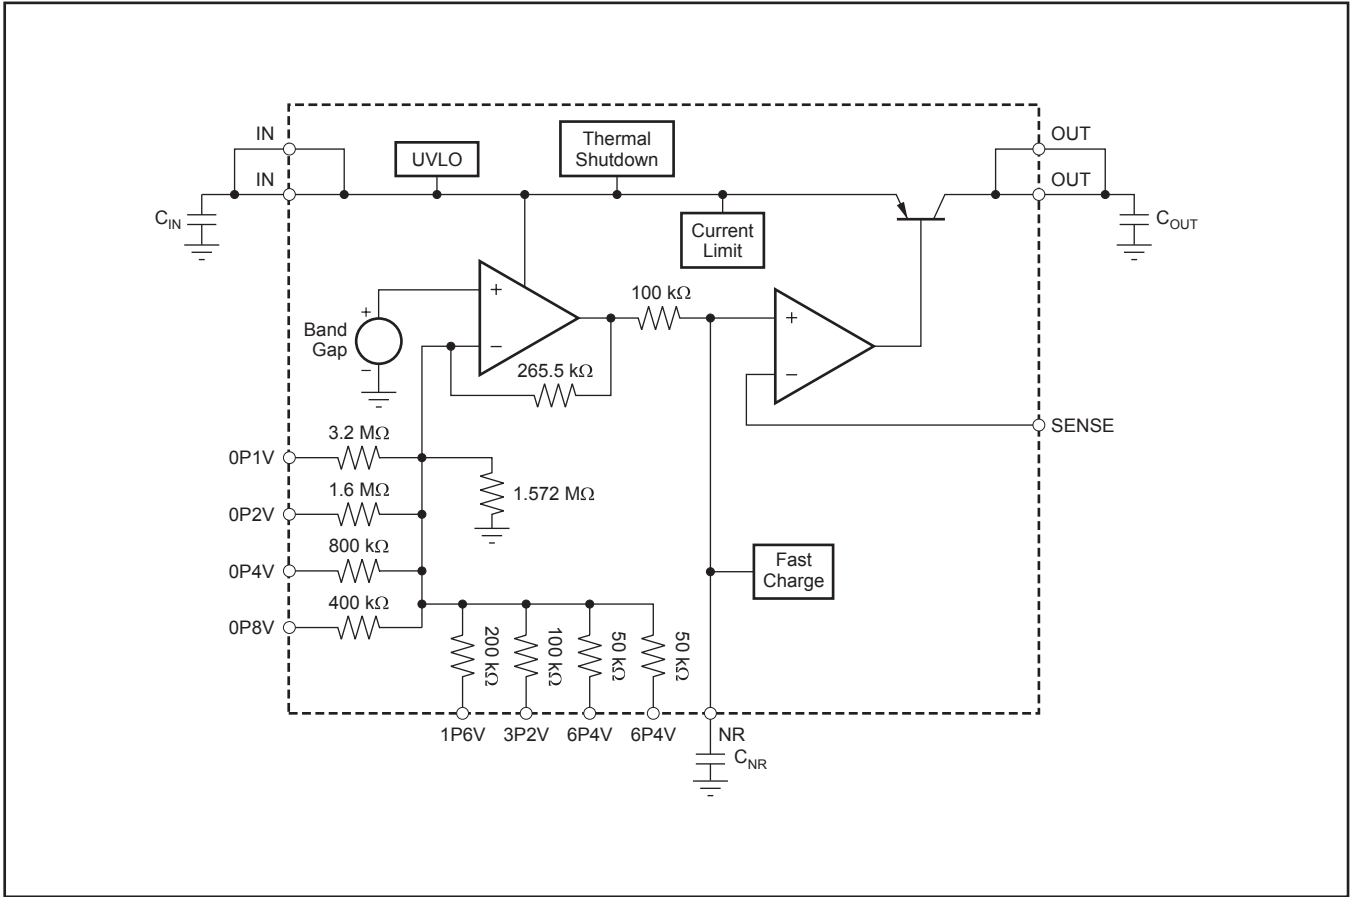 IN
OUT
UVLO
Thermal
Shutdown
IN
OUT
C_IN
Current
Limit
C_OUT
100 kΩ
+
+
+
Band
Gap
−
−
−
265.5 kΩ
SENSE
3.2 MΩ
0P1V
1.6 MΩ
1.572 MΩ
0P2V
800 kΩ
0P4V
Fast
Charge
400 kΩ
0P8V
200 kΩ
100 kΩ
50 kΩ
50 kΩ
1P6V
3P2V
6P4V
6P4V
NR
C_NR